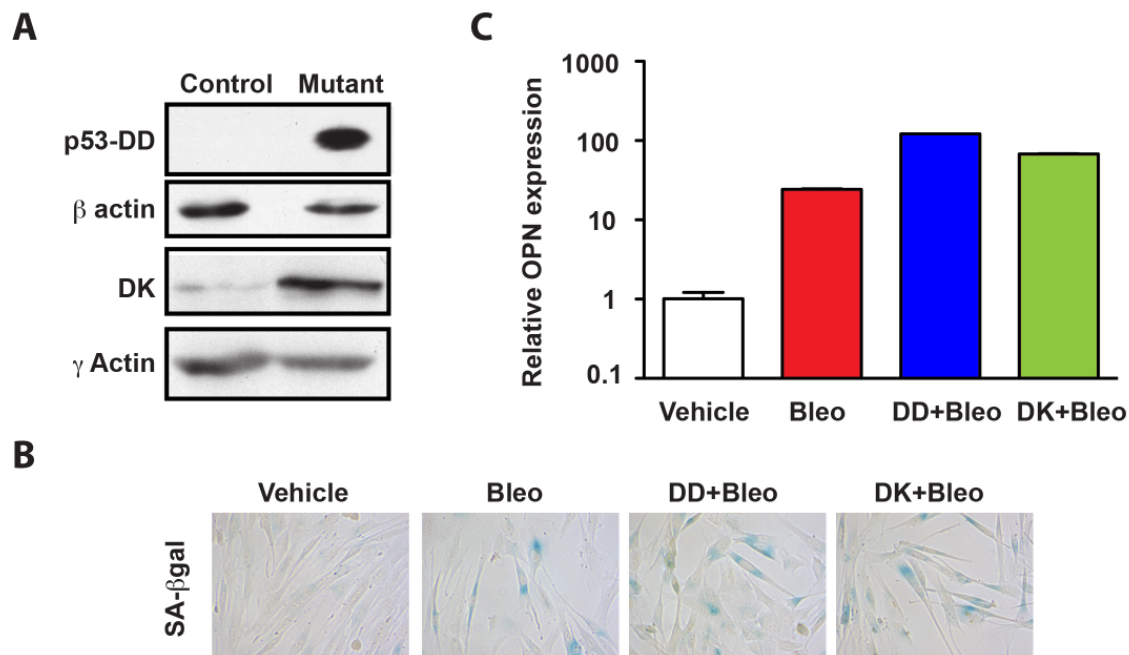 A
Control Mutant
p53-DD
β actin
DK
γ Actin
C
Relative OPN expression
1000
100
10
1
0.1
Vehicle Bleo DD+Bleo DK+Bleo
B
Vehicle Bleo DD+Bleo DK+Bleo
SA-βgal